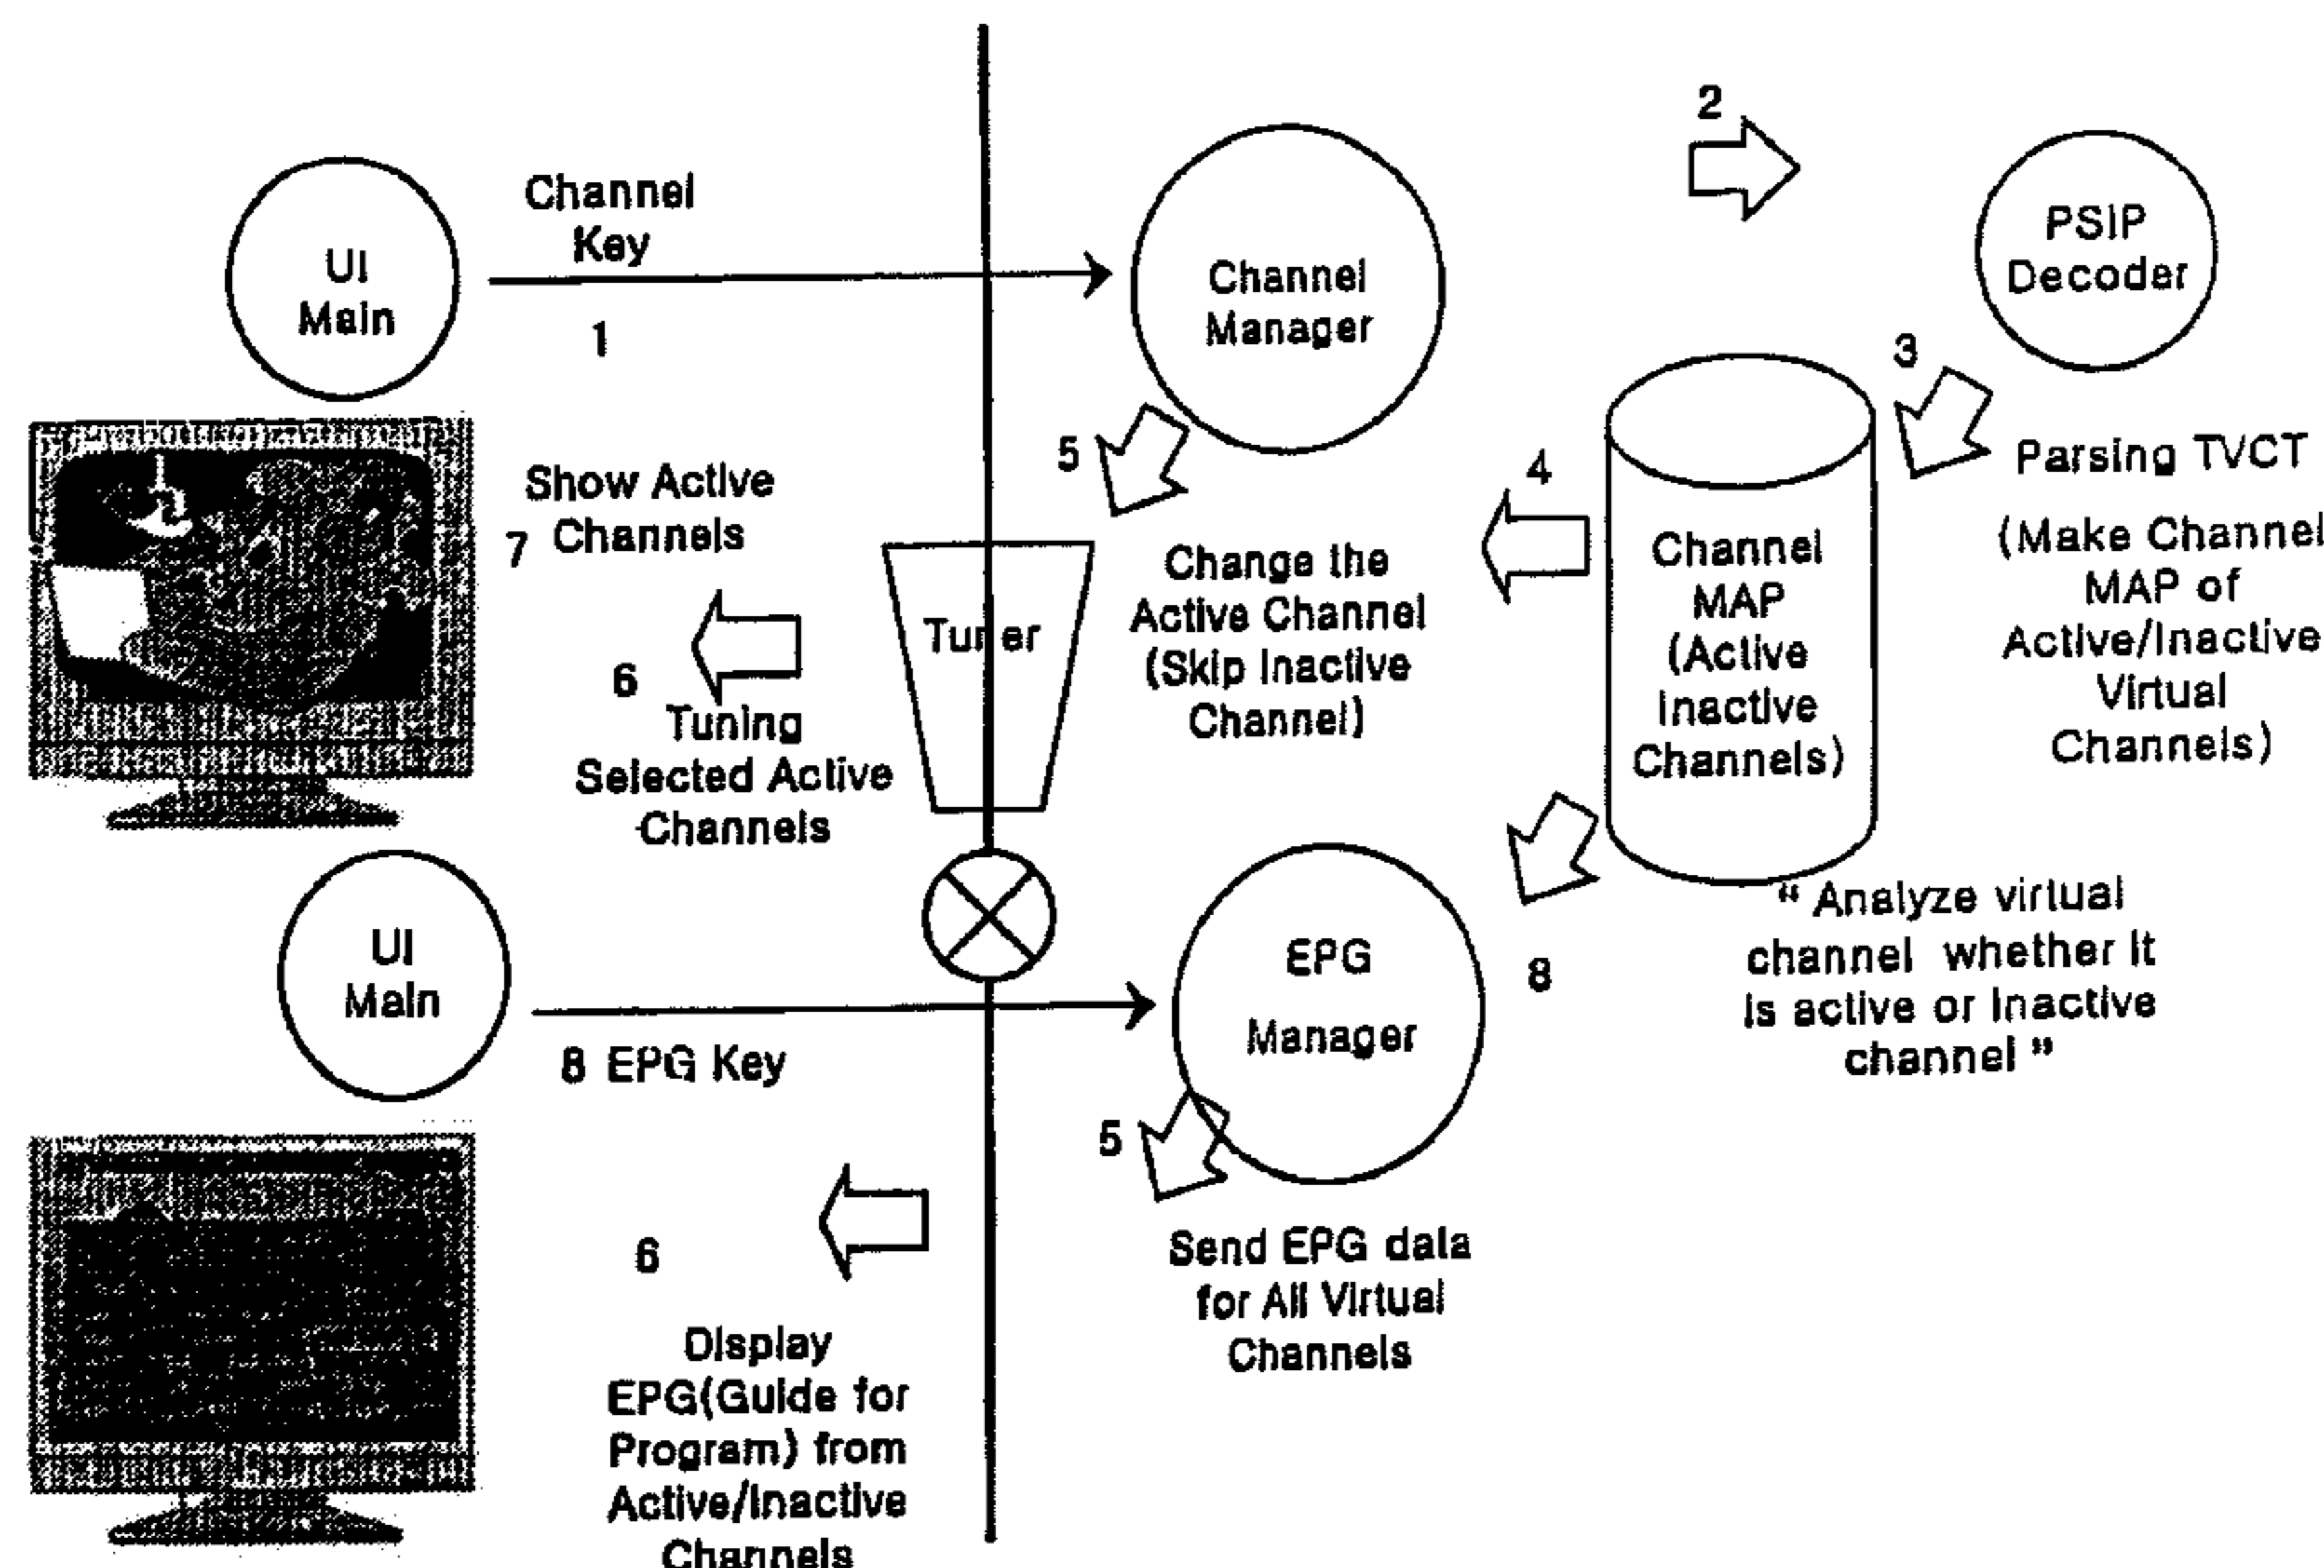 2
Channel
Key
UI
Main
1
Channel
Manager
PSIP
Decoder
3
Parsing TVCT
(Make Channel
MAP of
Active/Inactive
Virtual
Channels)
5
4
Show Active
7 Channels
Channel
MAP
(Active
Inactive
Channels)
Change the
Active Channel
(Skip Inactive
Channel)
Tuner
6
Tuning
Selected Active
Channels
UI
Main
8 EPG Key
EPG
Manager
8
" Analyze virtual
channel whether it
is active or Inactive
channel "
5
Send EPG data
for All Virtual
Channels
6
Display
EPG(Guide for
Program) from
Active/Inactive
Channels